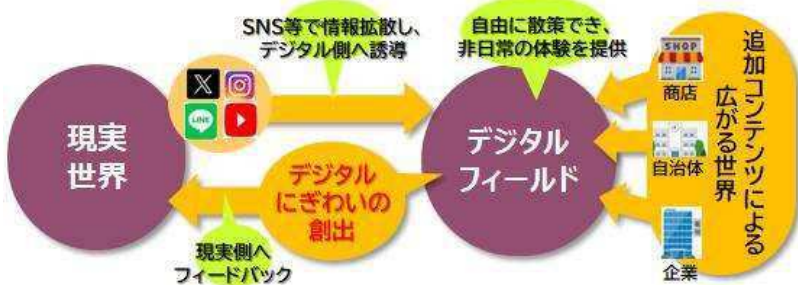 SNS等で情報拡散し、
デジタル側へ誘導
自由に散策でき、
非日常の体験を提供
現実
世界
X
LINE
デジタル
フィールド
デジタル
にぎわいの
創出
現実側へ
フィードバック
SHOP
商店
自治体
企業
追加コンテンツによる
広がる世界